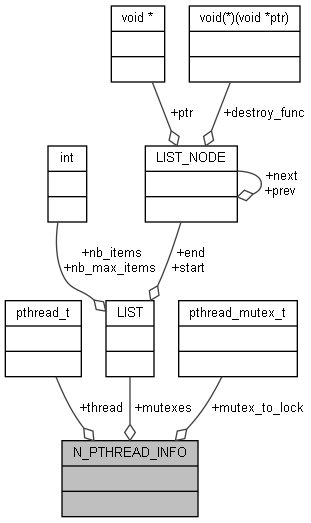 void *
void(*)(void *ptr)
+ptr
+destroy_func
int
LIST_NODE
+next
+prev
+nb_items
+nb_max_items
+end
+start
pthread_t
LIST
pthread_mutex_t
+thread
+mutexes
+mutex_to_lock
N_PTHREAD_INFO